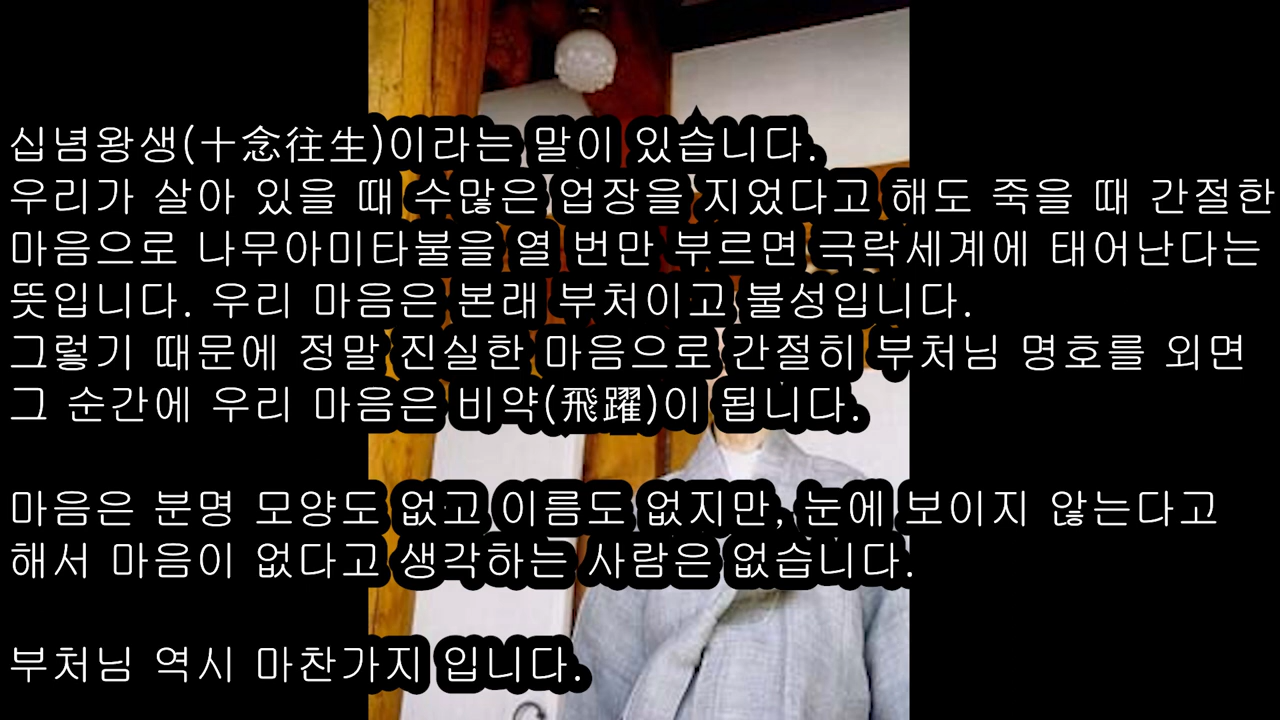 십념왕생(十念往生)이라는 말이 있습니다.
우리가 살아 있을 때 수많은 업장을 지었다고 해도 죽을 때 간절한
마음으로 나무아미타불을 열 번만 부르면 극락세계에 태어난다는
뜻입니다. 우리 마음은 본래 부처이고 불성입니다.
그렇기 때문에 정말 진실한 마음으로 간절히 부처님 명호를 외면
그 순간에 우리 마음은 비약(飛躍)이 됩니다.
마음은 분명 모양도 없고 이름도 없지만, 눈에 보이지 않는다고
해서 마음이 없다고 생각하는 사람은 없습니다.
부처님 역시 마찬가지 입니다.